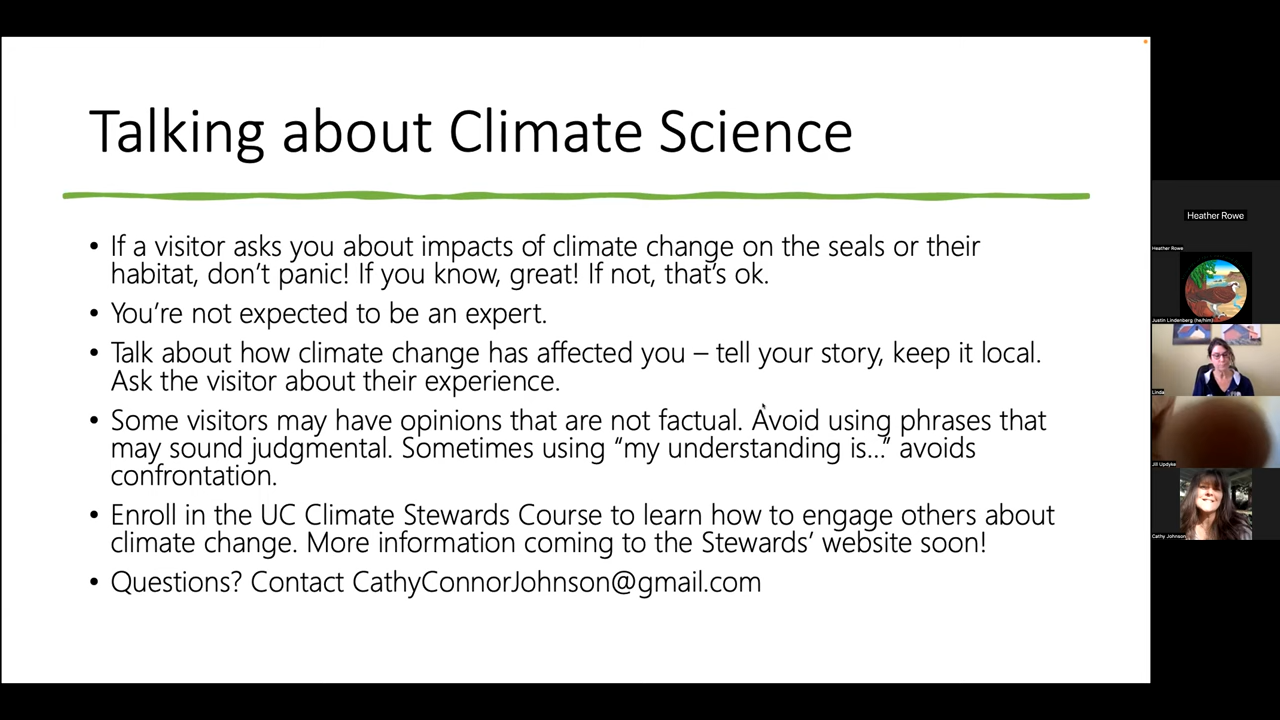 Talking about Climate Science
• If a visitor asks you about impacts of climate change on the seals or their
habitat, don't panic! If you know, great! If not, that's ok.
• You're not expected to be an expert.
• Talk about how climate change has affected you – tell your story, keep it local.
Ask the visitor about their experience.
• Some visitors may have opinions that are not factual. Avoid using phrases that
may sound judgmental. Sometimes using “my understanding is...” avoids
confrontation.
• Enroll in the UC Climate Stewards Course to learn how to engage others about
climate change. More information coming to the Stewards' website soon!
• Questions? Contact CathyConnorJohnson@gmail.com
Heather Rowe
Heather Rowe
Justin Lindenberg (he/him)
Linda
Jill Updyke
Cathy Johnson